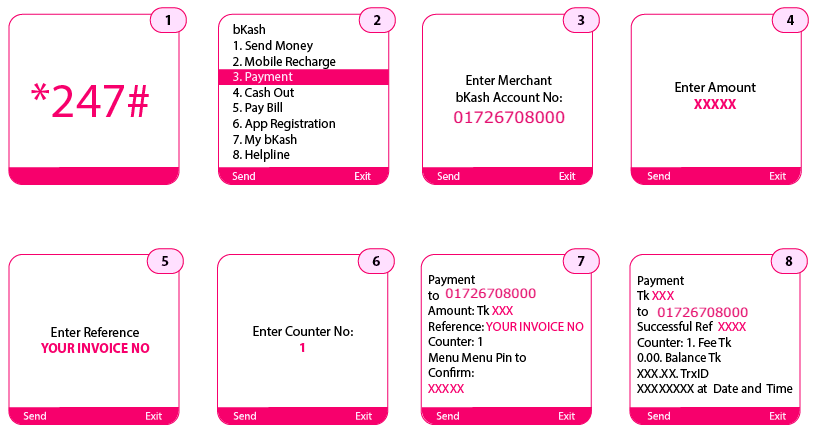 1
*247#
2
bKash
1. Send Money
2. Mobile Recharge
3. Payment
4. Cash Out
5. Pay Bill
6. App Registration
7. My bKash
8. Helpline
Send Exit
3
Enter Merchant
bKash Account No:
01726708000
Send Exit
4
Enter Amount
XXXXX
Send Exit
5
Enter Reference
YOUR INVOICE NO
Send Exit
6
Enter Counter No:
1
Send Exit
7
Payment
to 01726708000
Amount: Tk XXX
Reference: YOUR INVOICE NO
Counter: 1
Menu Menu Pin to
Confirm:
XXXXX
Send Exit
8
Payment
Tk XXX
to 01726708000
Successful Ref XXXX
Counter: 1. Fee Tk
0.00. Balance Tk
XXX.XX. TrxID
XXXXXXXX at Date and Time
Send Exit